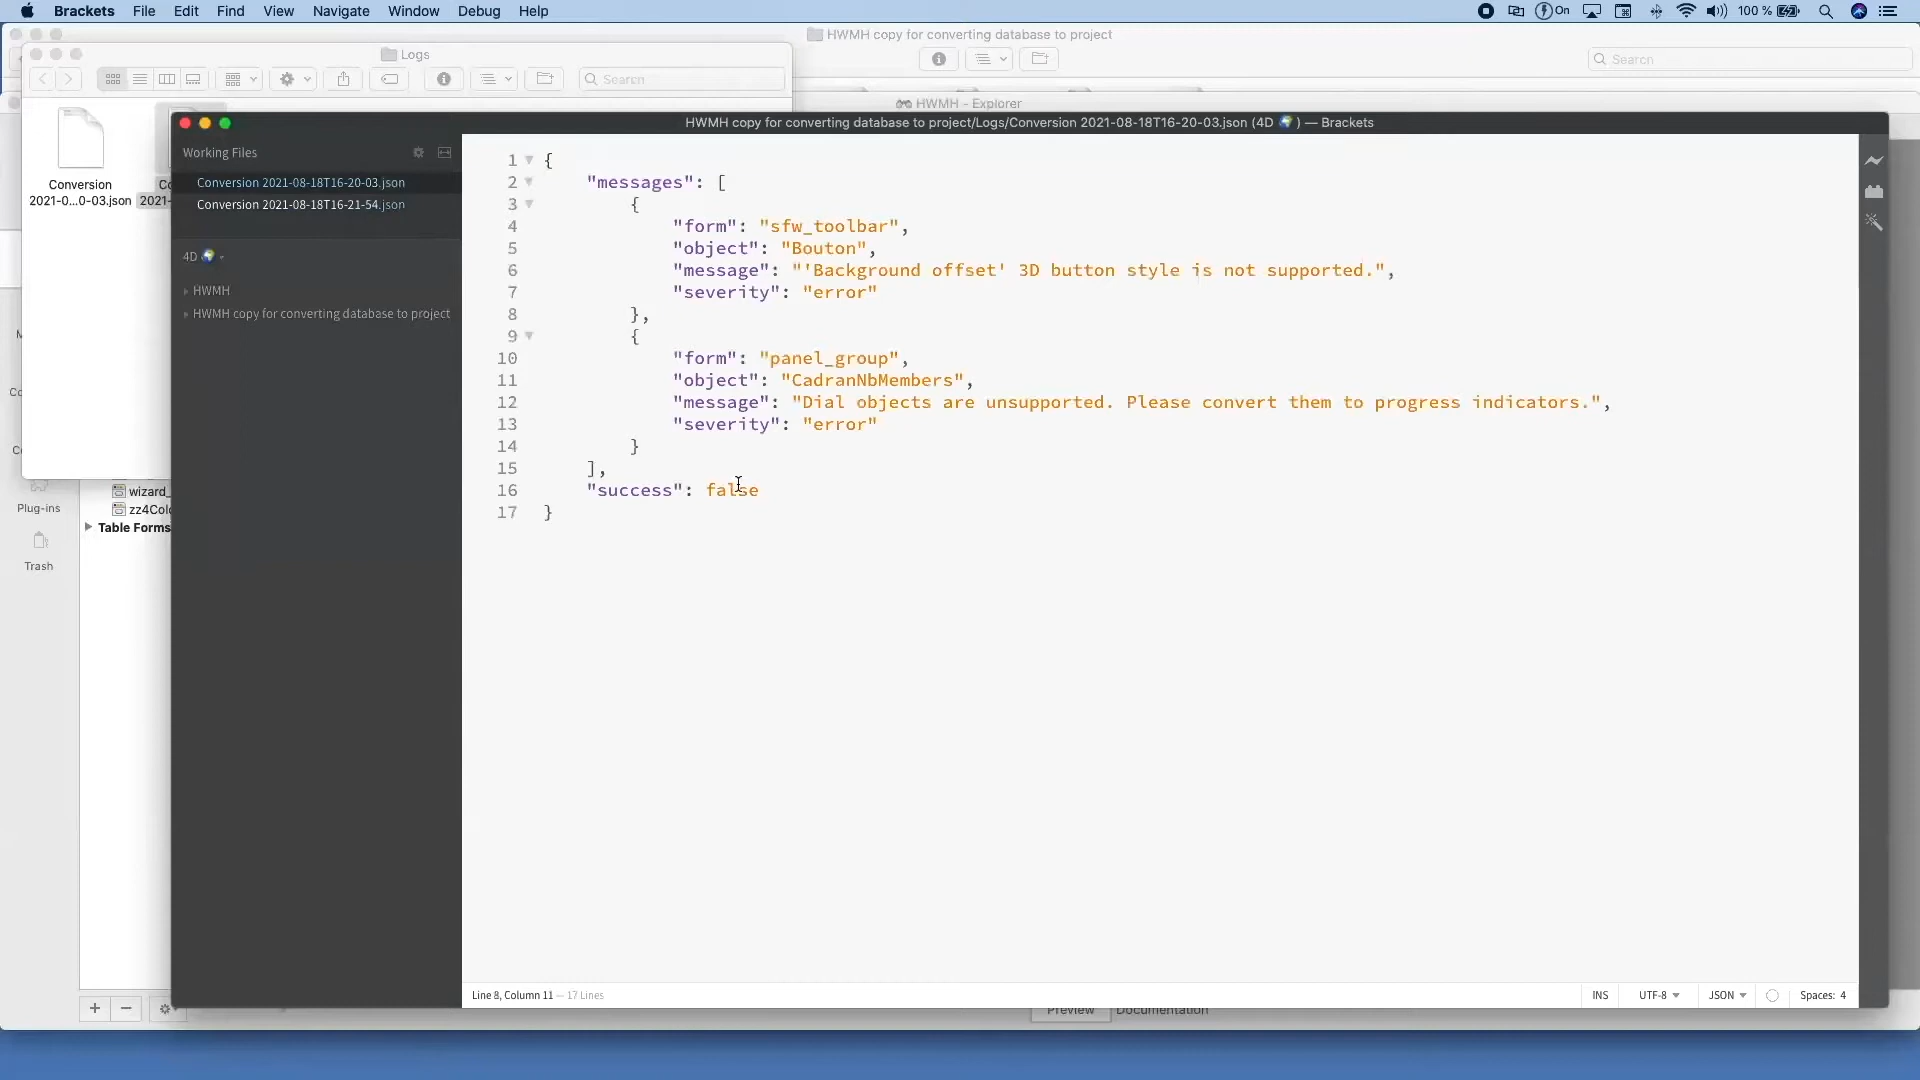 Brackets File Edit Find View Navigate Window Debug Help
On 100 %
HWMH copy for converting database to project
Logs
Search
Search
HWMH - Explorer
HWMH copy for converting database to project/Logs/Conversion 2021-08-18T16-20-03.json (4D 🌍 ) — Brackets
Conversion
2021-0...0-03.json
Working Files
Conversion 2021-08-18T16-20-03.json
Conversion 2021-08-18T16-21-54.json
4D 🌍
HWMH
HWMH copy for converting database to project
1 {
2 "messages": [
3 {
4 "form": "sfw_toolbar",
5 "object": "Bouton",
6 "message": "'Background offset' 3D button style is not supported.",
7 "severity": "error"
8 },
9 {
10 "form": "panel_group",
11 "object": "CadranNbMembers",
12 "message": "Dial objects are unsupported. Please convert them to progress indicators.",
13 "severity": "error"
14 }
15 ],
16 "success": false
17 }
wizard_
zz4Colo
Table Forms
Plug-ins
Trash
Line 8, Column 11 — 17 Lines
INS UTF-8 JSON Spaces: 4
Preview Documentation